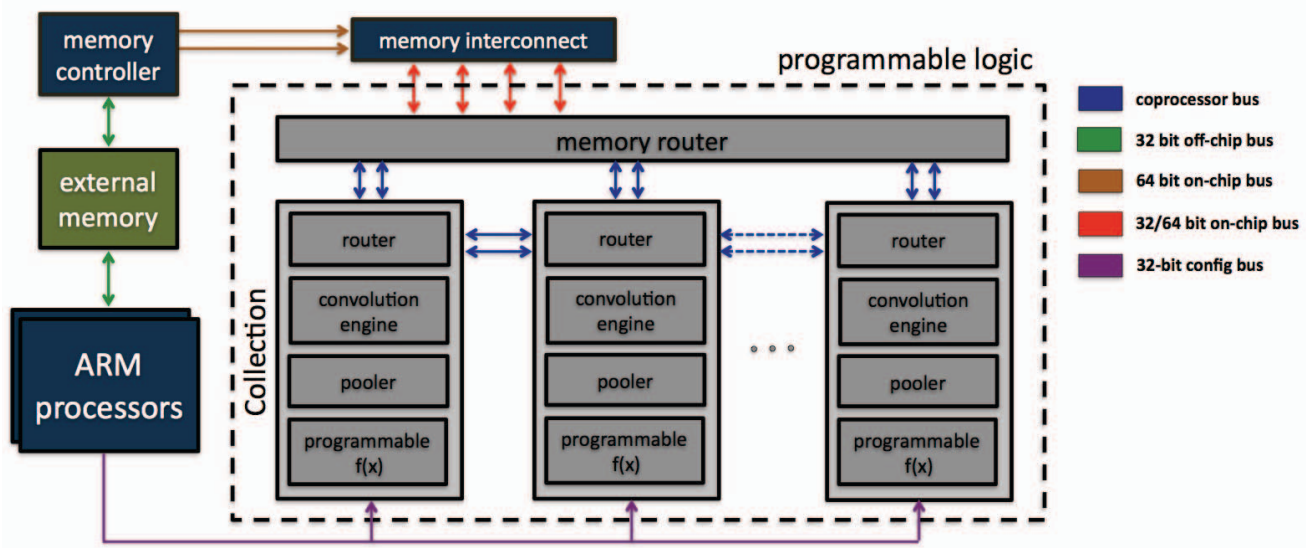 memory
controller
memory interconnect
programmable logic
memory router
external
memory
ARM
processors
Collection
router
convolution
engine
pooler
programmable
f(x)
router
convolution
engine
pooler
programmable
f(x)
. . .
router
convolution
engine
pooler
programmable
f(x)
coprocessor bus
32 bit off-chip bus
64 bit on-chip bus
32/64 bit on-chip bus
32-bit config bus